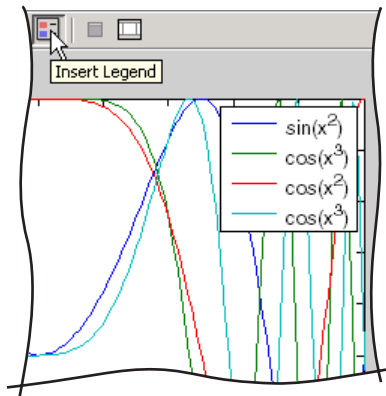 Insert Legend
sin(x²)
cos(x³)
cos(x²)
cos(x³)